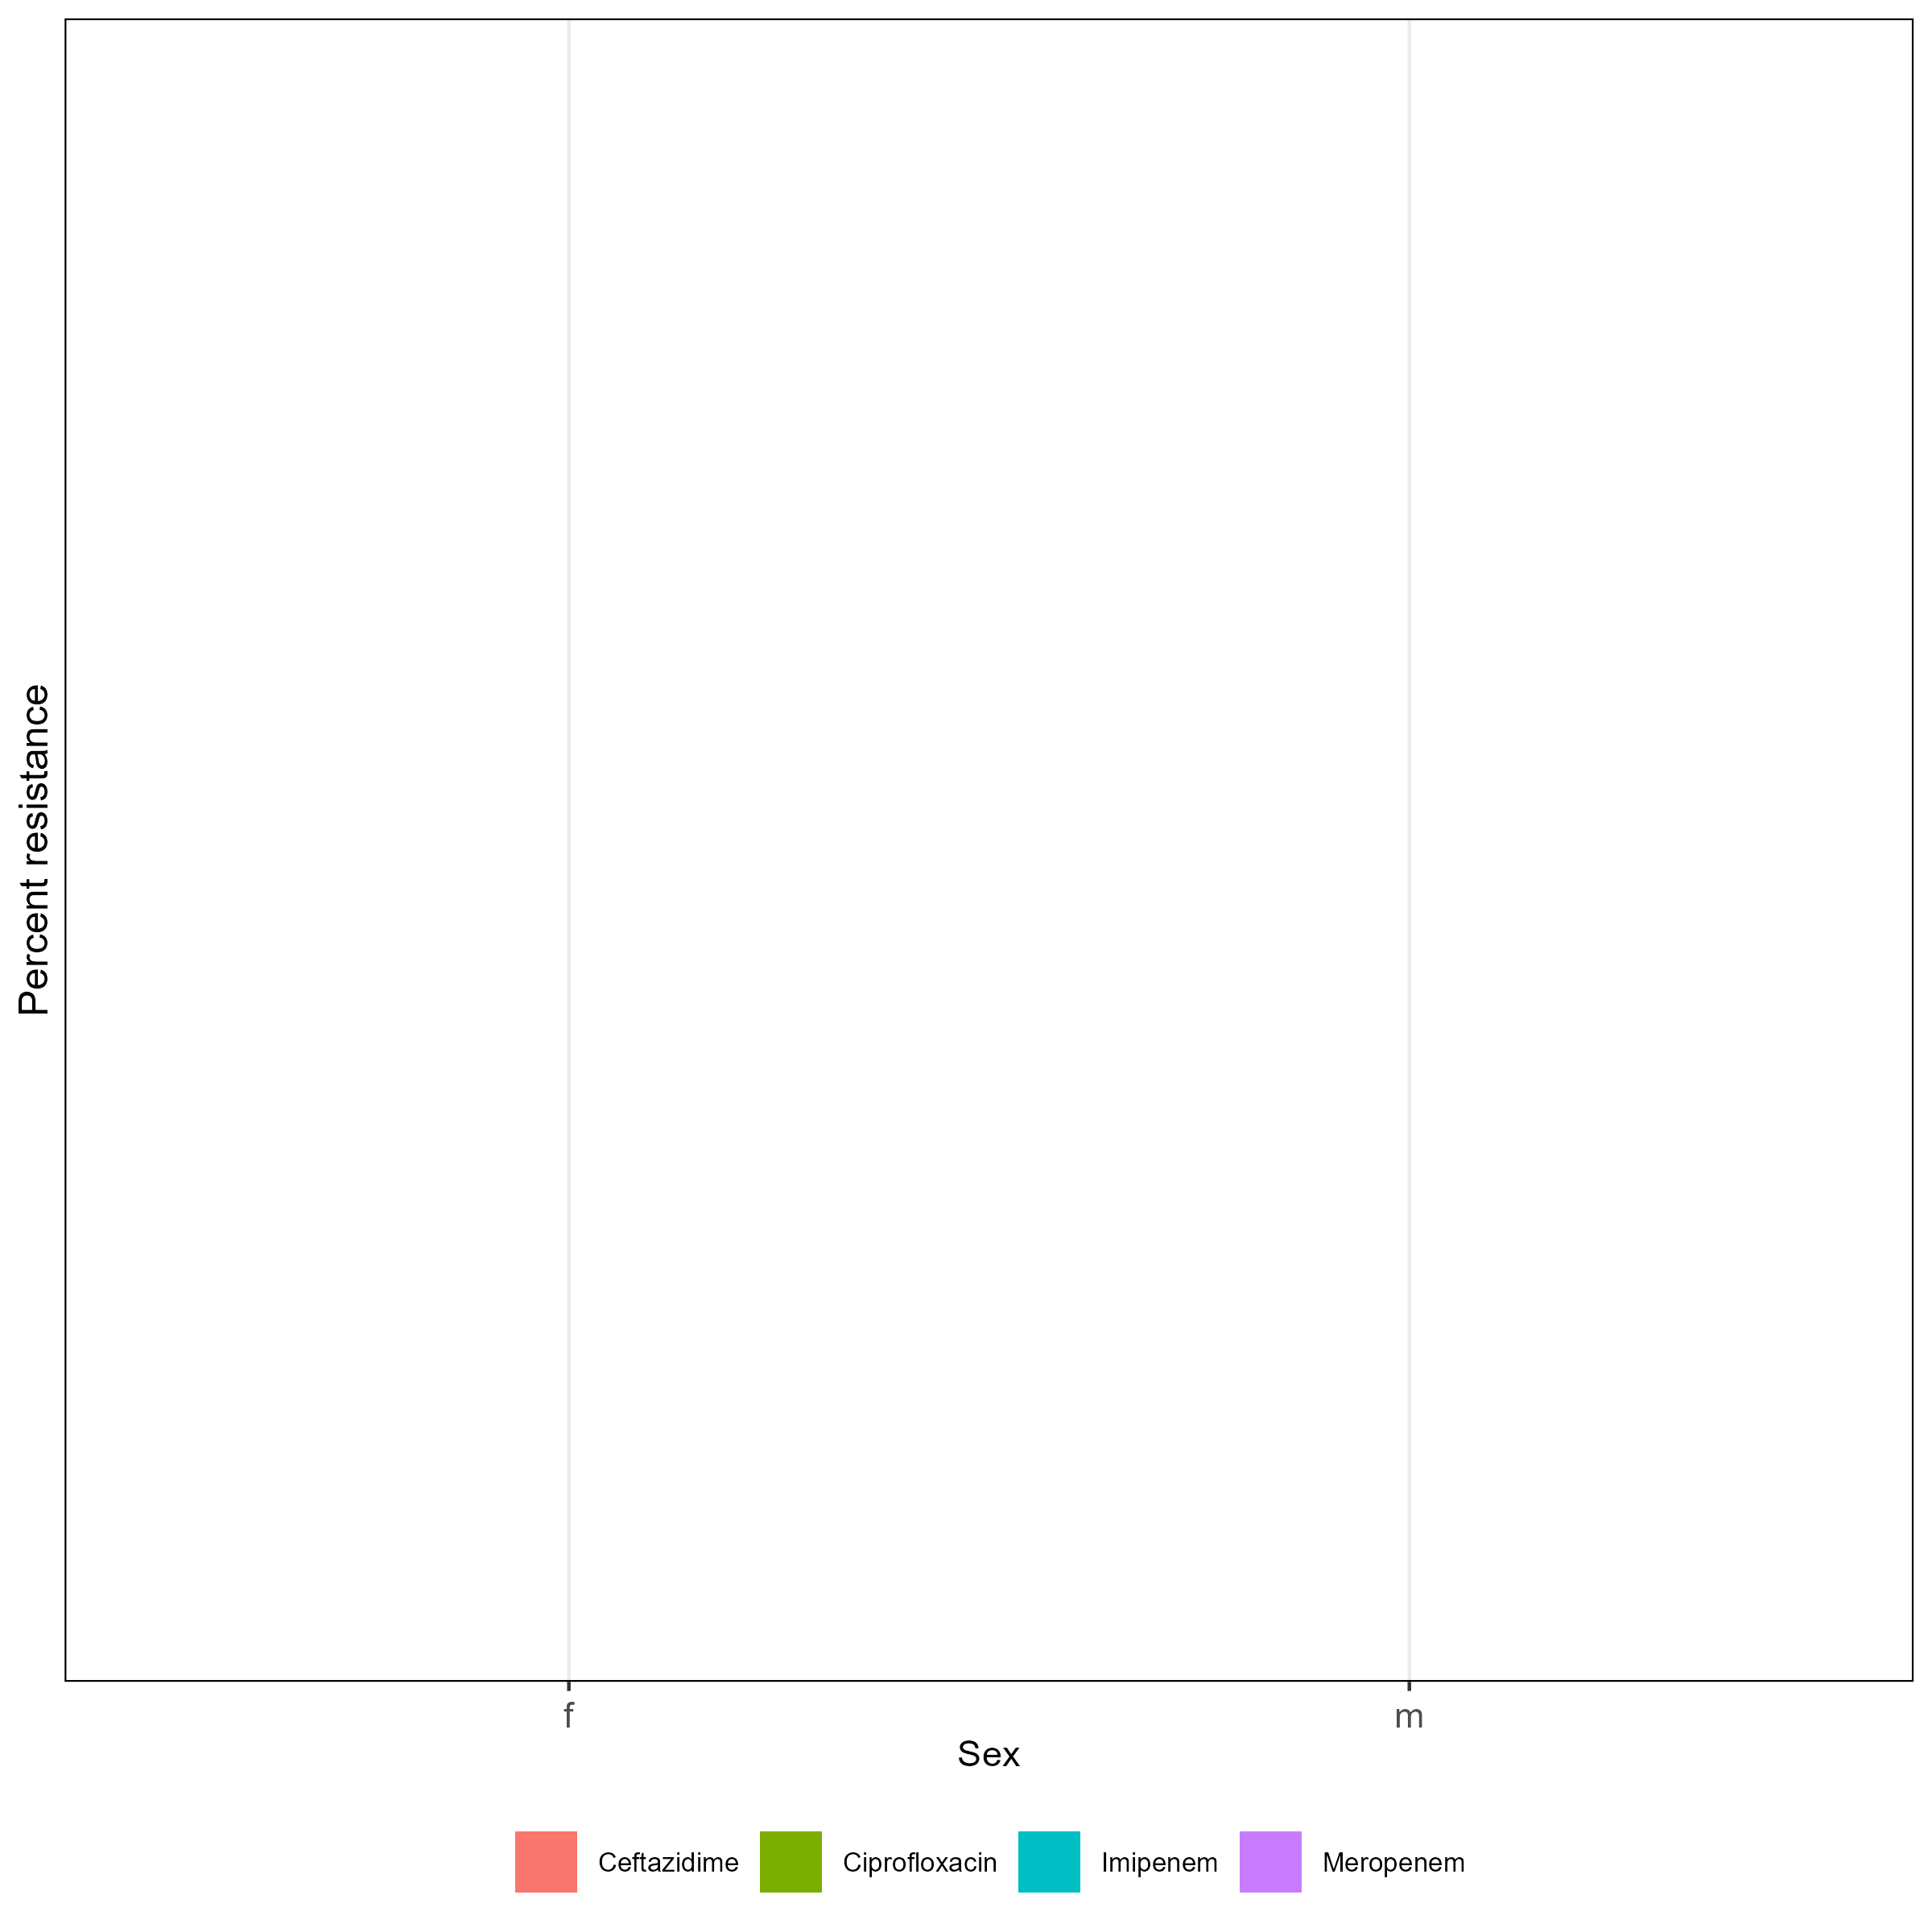 Percent resistance
f m
Sex
Ceftazidime Ciprofloxacin Imipenem Meropenem